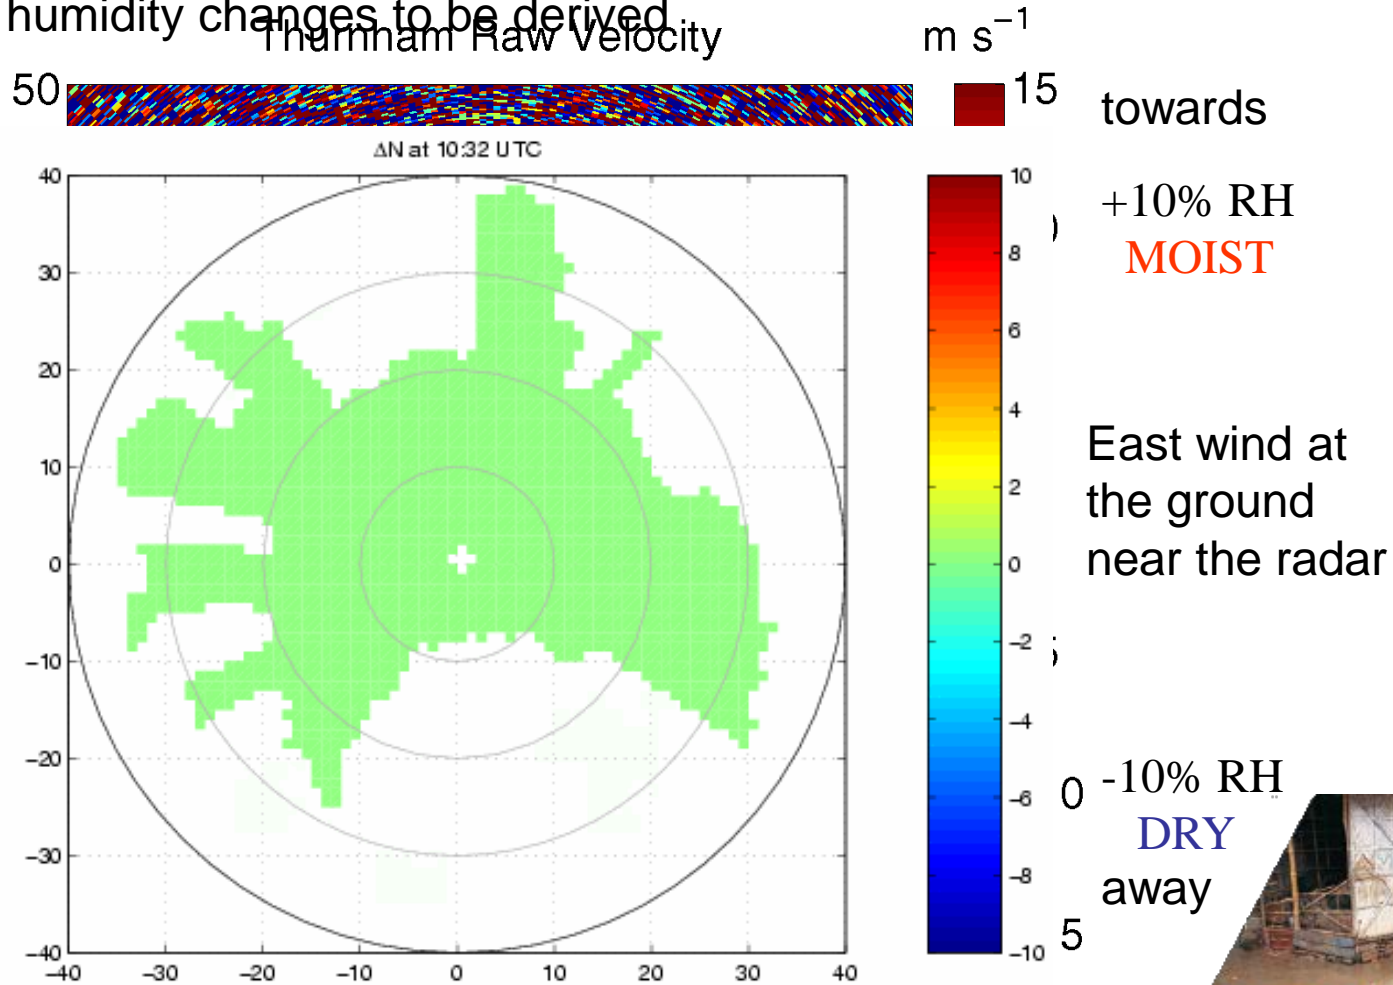 humidity changes to be derived
Thurnham Raw Velocity
m s⁻¹
50
15
towards
ΔN at 10:32 UTC
40
30
20
10
0
−10
−20
−30
−40
−40 −30 −20 −10 0 10 20 30 40
10
8
6
4
2
0
−2
−4
−6
−8
−10
+10% RH
MOIST
East wind at
the ground
near the radar
0
-10% RH
DRY
away
5